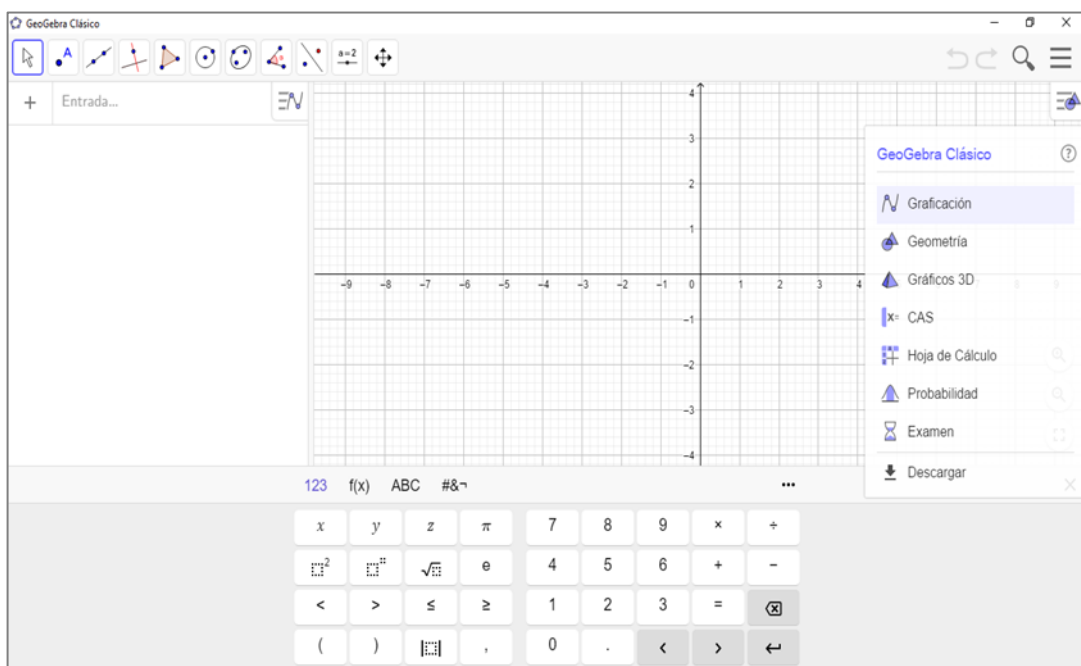 GeoGebra Clásico
A
a=2
+ Entrada...
GeoGebra Clásico ?
Graficación
Geometría
Gráficos 3D
x= CAS
Hoja de Cálculo
Probabilidad
Examen
Descargar
4
3
2
1
−9 −8 −7 −6 −5 −4 −3 −2 −1 0 1 2 3 4
−1
−2
−3
−4
123 f(x) ABC #&¬ ...
x y z π 7 8 9 × ÷
2 √ e 4 5 6 + −
< > ≤ ≥ 1 2 3 =
( ) | | , 0 . < >